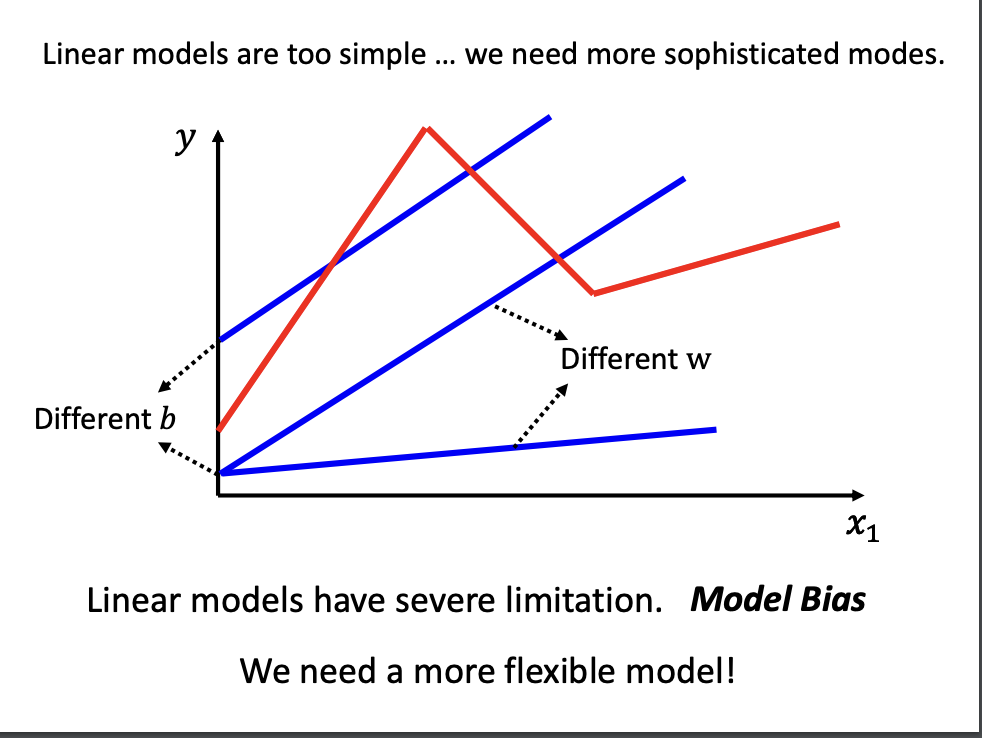 Linear models are too simple … we need more sophisticated modes.
y
Different w
Different b
x₁
Linear models have severe limitation. Model Bias
We need a more flexible model!